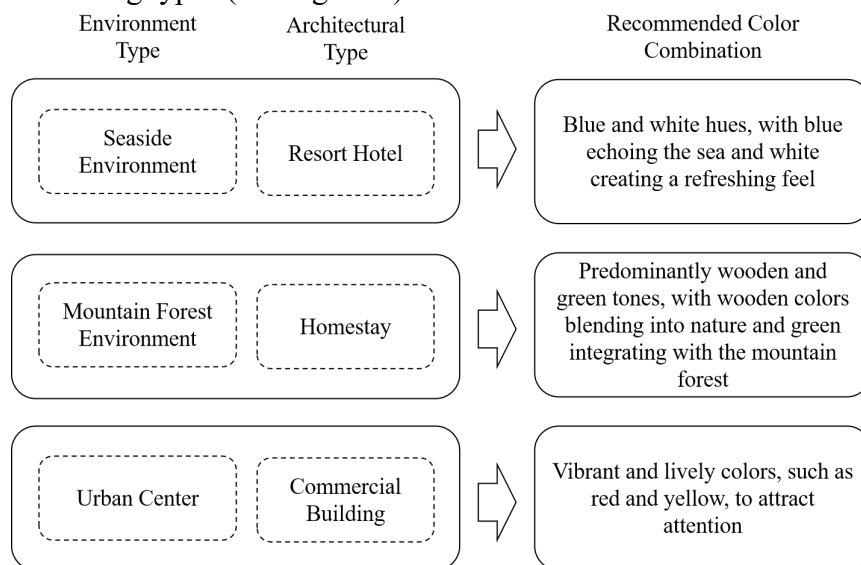 Environment
Type
Architectural
Type
Recommended Color
Combination
Seaside
Environment
Resort Hotel
Blue and white hues, with blue
echoing the sea and white
creating a refreshing feel
Mountain Forest
Environment
Homestay
Predominantly wooden and
green tones, with wooden colors
blending into nature and green
integrating with the mountain
forest
Urban Center
Commercial
Building
Vibrant and lively colors, such as
red and yellow, to attract
attention